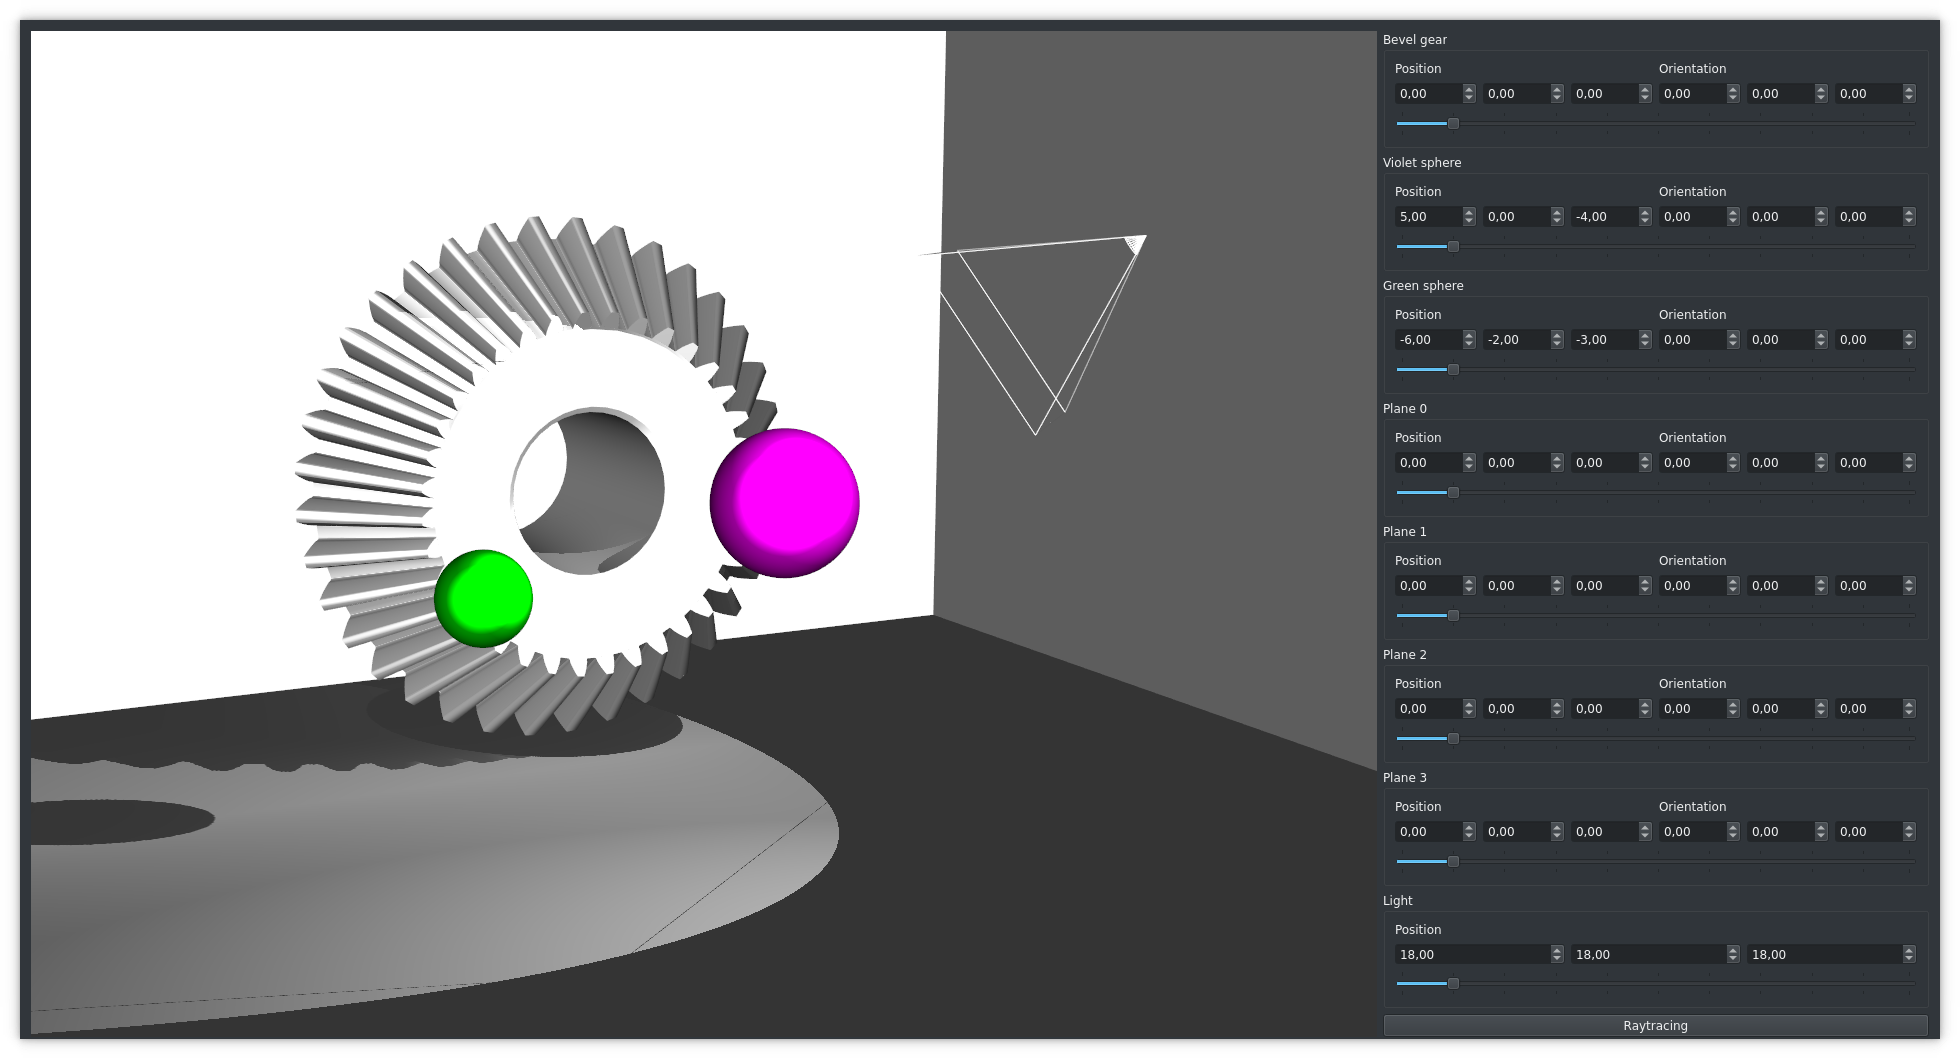 Bevel gear
Position Orientation
0,00 0,00 0,00 0,00 0,00 0,00
Violet sphere
Position Orientation
5,00 0,00 -4,00 0,00 0,00 0,00
Green sphere
Position Orientation
-6,00 -2,00 -3,00 0,00 0,00 0,00
Plane 0
Position Orientation
0,00 0,00 0,00 0,00 0,00 0,00
Plane 1
Position Orientation
0,00 0,00 0,00 0,00 0,00 0,00
Plane 2
Position Orientation
0,00 0,00 0,00 0,00 0,00 0,00
Plane 3
Position Orientation
0,00 0,00 0,00 0,00 0,00 0,00
Light
Position
18,00 18,00 18,00
Raytracing